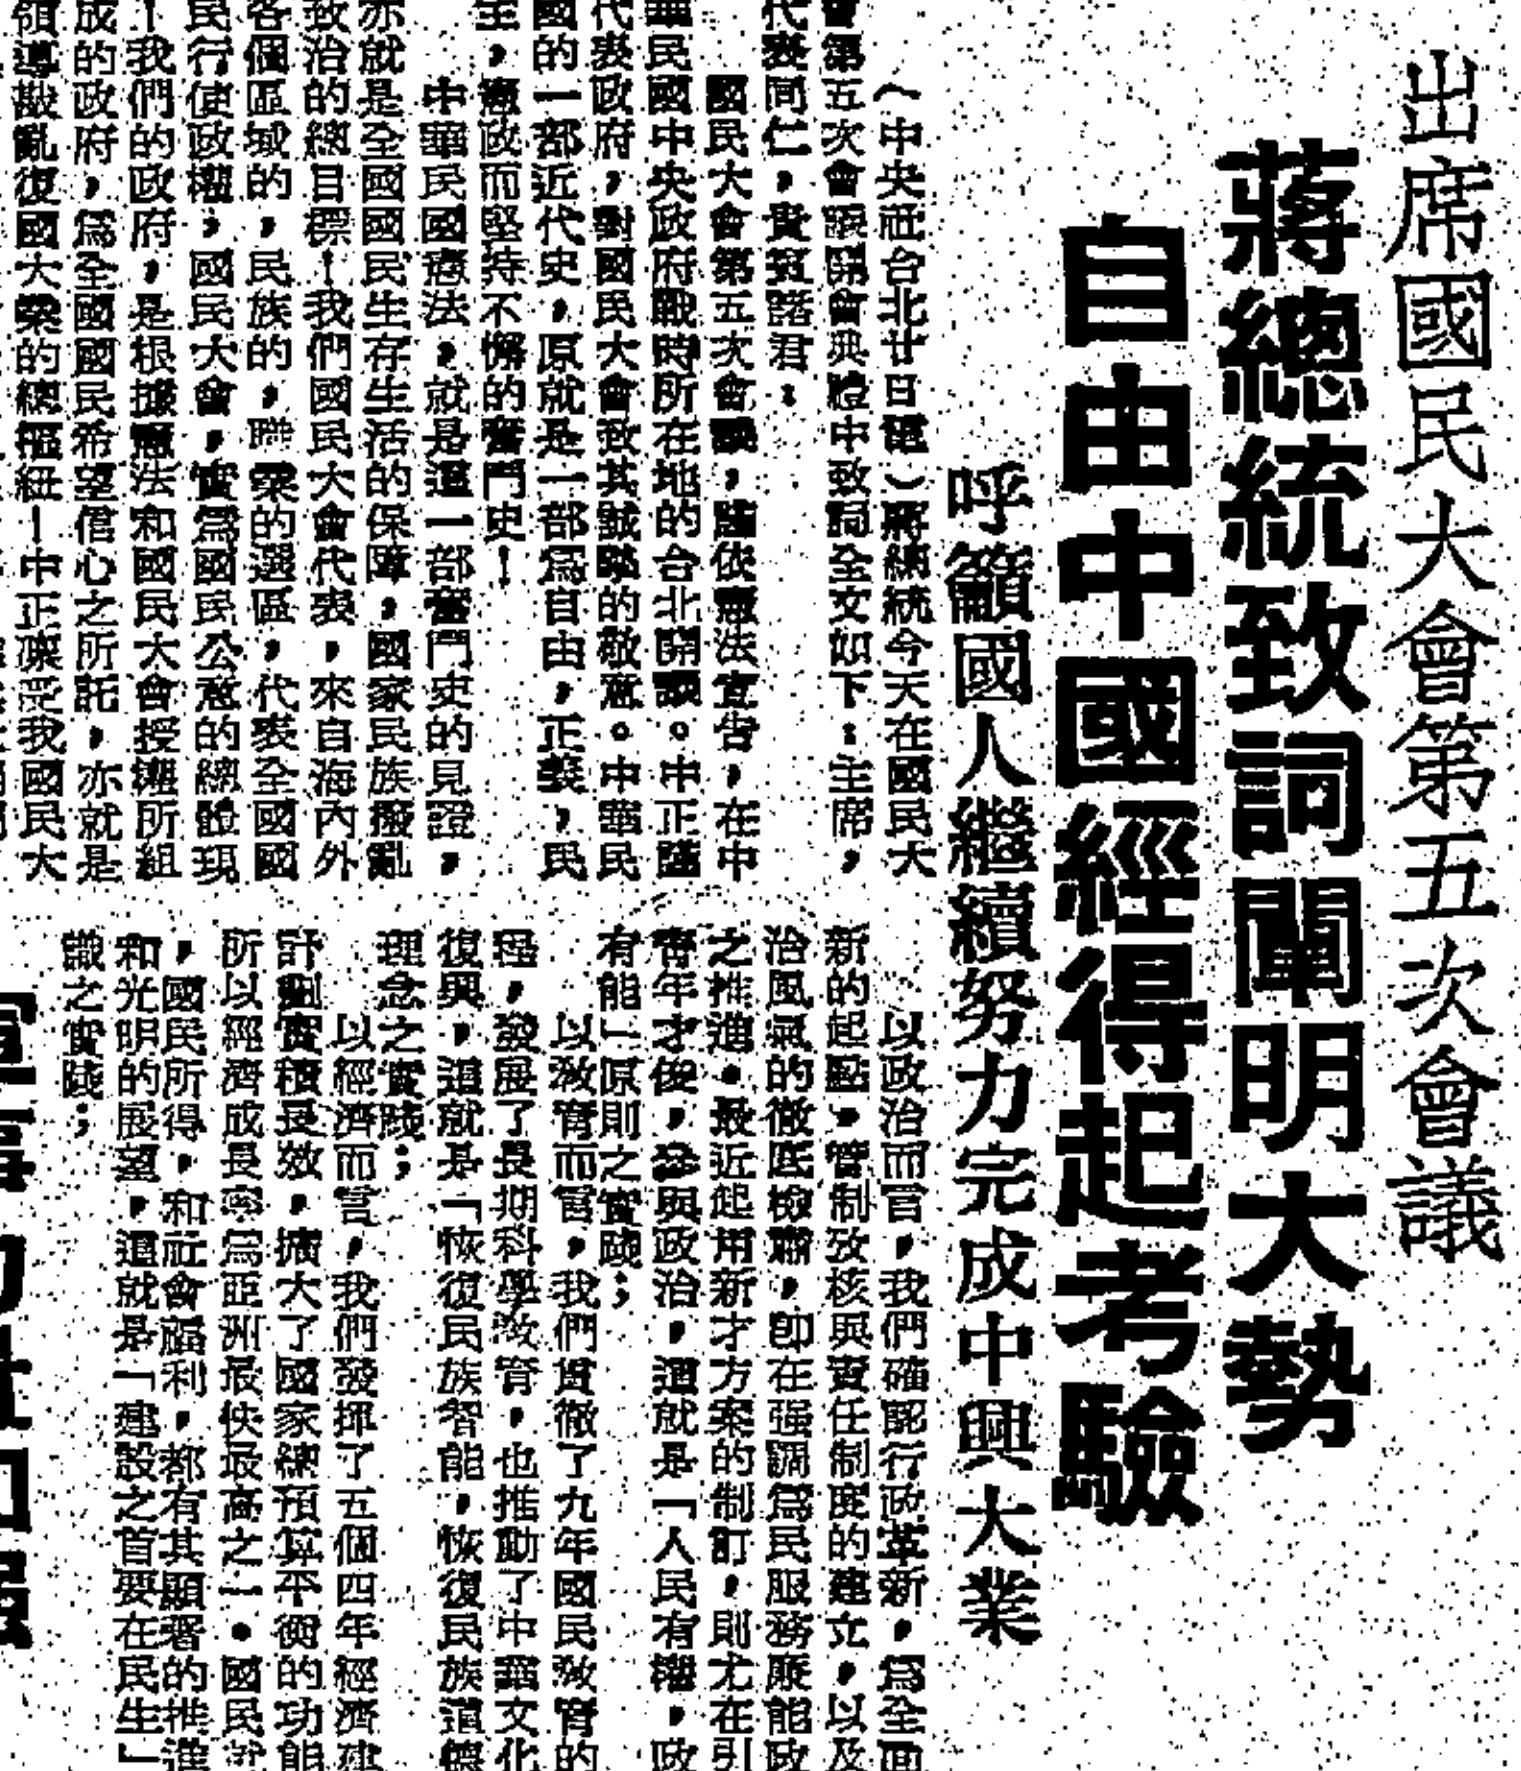 出席國民大會第五次會議
蔣總統致詞闡明大勢
自由中國經得起考驗
呼籲國人繼續努力完成中興大業
（中央社台北廿日電）蔣總統今天在國民大
會第五次會議開會典禮中致詞全文如下：主席，
代表同仁，貴賓諸君：
國民大會第五次會議，謹依憲法宣告，在中
華民國中央政府戰時所在地的台北開議。中正謹
代表政府，對國民大會致其誠摯的敬意。中華民
國的一部近代史，原就是一部爲自由，正義，民
生，憲政而堅持不懈的奮鬥史！
中華民國憲法，就是這一部奮鬥史的見證，
亦就是全國國民生存生活的保障，國家民族撥亂
致治的總目標！我們國民大會代表，來自海內外
各個區域的，民族的，職業的選區，代表全國國
民行使政權；國民大會，實爲國民公意的總體現
！我們的政府，是根據憲法和國民大會授權所組
成的政府，爲全國國民希望信心之所託，亦就是
領導戡亂復國大業的總樞紐！中正稟受我國民大
以政治而言，我們確認行政革新，爲全面
新的起點，管制攷核與責任制度的建立，以及
治風氣的徹底檢肅，卽在强調爲民服務廉能政
之推進。最近起用新才方案的制訂，則尤在引
青年才俊，參與政治，這就是「人民有權，政
有能」原則之實踐；
以敎育而言，我們貫徹了九年國民敎育的
程，發展了長期科學敎育，也推動了中華文化
復興，這就是「恢復民族智能，恢復民族道德
理念之實踐；
以經濟而言，我們發揮了五個四年經濟建
計劃實積長效，擴大了國家總預算平衡的功能
所以經濟成長率爲亞洲最快最高之一。國民就
，國民所得，和社會福利，都有其顯著的推進
和光明的展望，這就是「建設之首要在民生」
識之實踐；